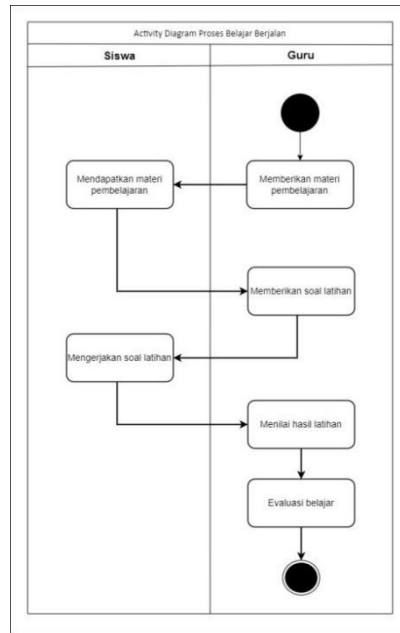 Activity Diagram Proses Belajar Berjalan
Siswa
Guru
Mendapatkan materi
pembelajaran
Memberikan materi
pembelajaran
Memberikan soal latihan
Mengerjakan soal latihan
Menilai hasil latihan
Evaluasi belajar